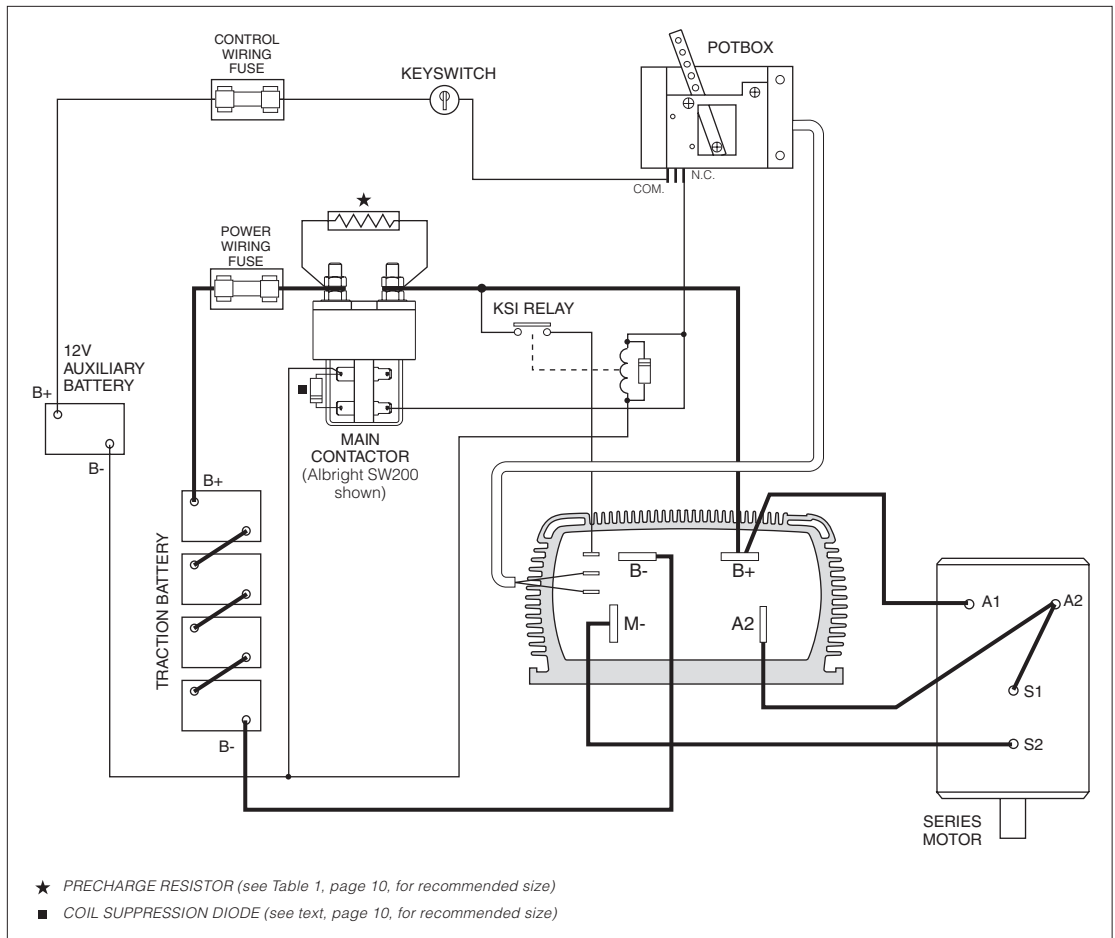 CONTROL
WIRING
FUSE
KEYSWITCH
POTBOX
COM.
N.C.
★
POWER
WIRING
FUSE
KSI RELAY
12V
AUXILIARY
BATTERY
B+
B-
■
MAIN
CONTACTOR
(Albright SW200
shown)
B+
TRACTION BATTERY
B-
B-
B+
M-
A2
A1
A2
S1
S2
SERIES
MOTOR
★ PRECHARGE RESISTOR (see Table 1, page 10, for recommended size)
■ COIL SUPPRESSION DIODE (see text, page 10, for recommended size)